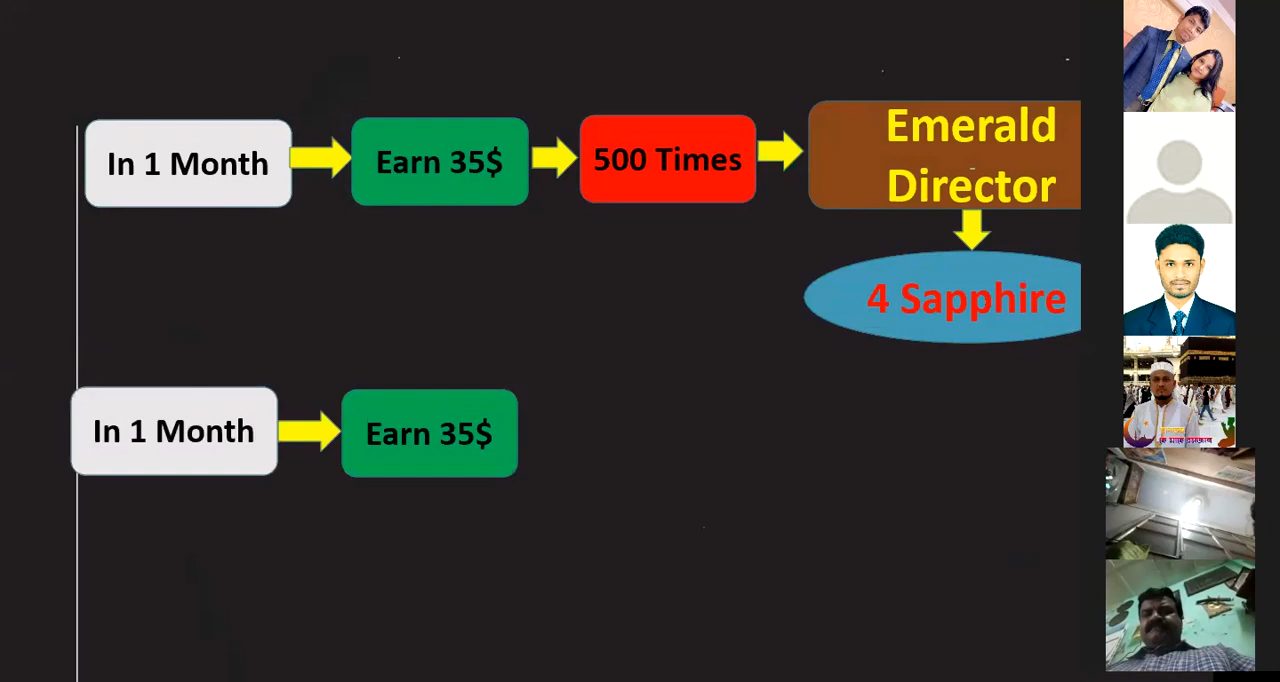 In 1 Month
Earn 35$
500 Times
Emerald
Director
4 Sapphire
In 1 Month
Earn 35$